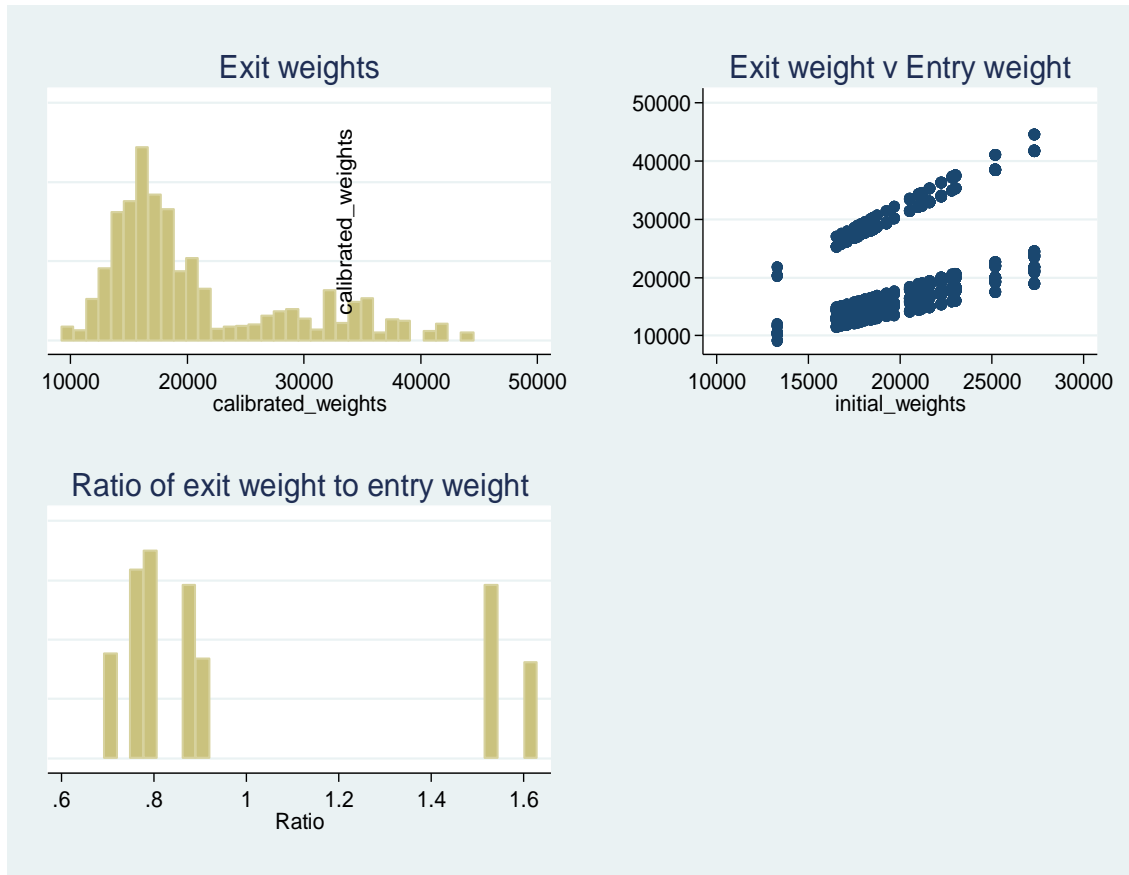 Exit weights
calibrated_weights
10000 20000 30000 40000 50000
calibrated_weights
Exit weight v Entry weight
50000
40000
30000
20000
10000
10000 15000 20000 25000 30000
initial_weights
Ratio of exit weight to entry weight
.6 .8 1 1.2 1.4 1.6
Ratio